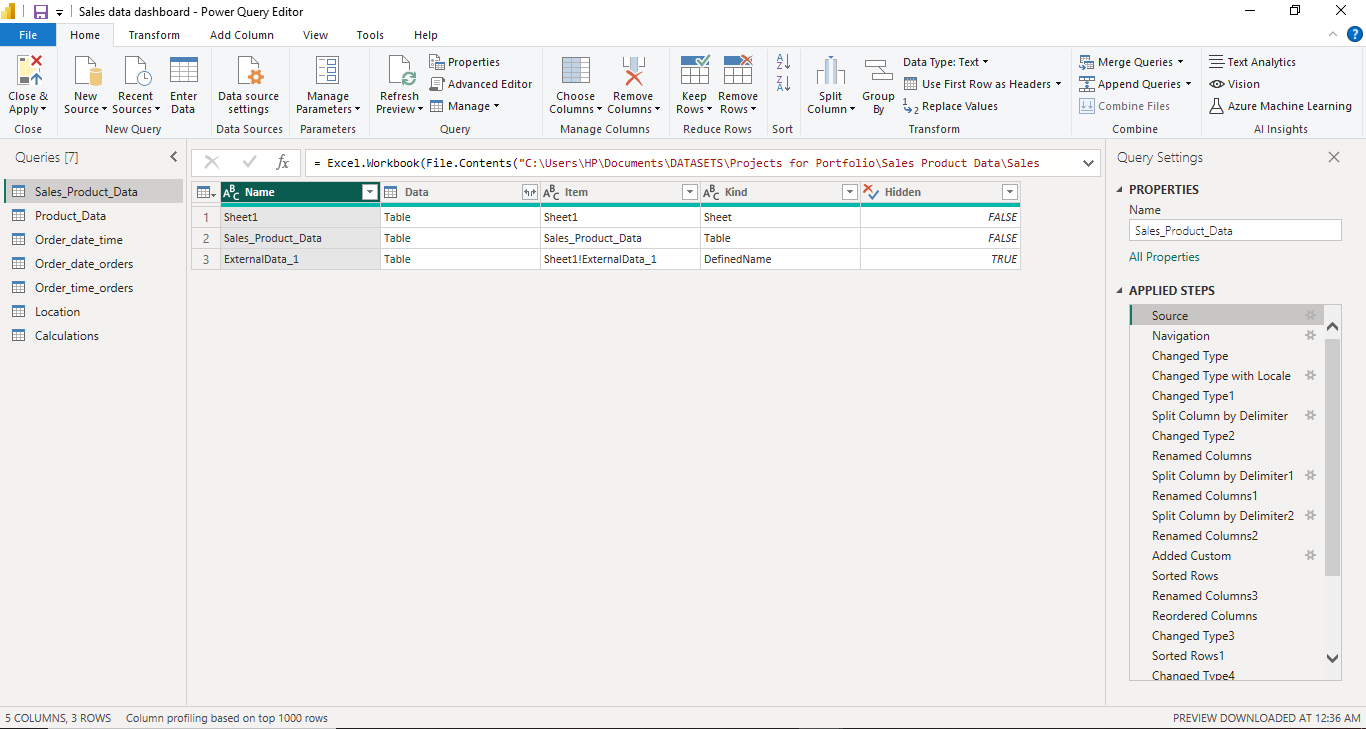 Sales data dashboard - Power Query Editor
File Home Transform Add Column View Tools Help
Close & Apply
Close
New Source
Recent Sources
Enter Data
New Query
Data source settings
Data Sources
Manage Parameters
Parameters
Refresh Preview
Properties
Advanced Editor
Manage
Query
Choose Columns
Remove Columns
Manage Columns
Keep Rows
Remove Rows
Reduce Rows
Sort
Split Column
Group By
Data Type: Text
Use First Row as Headers
Replace Values
Transform
Merge Queries
Append Queries
Combine Files
Combine
Text Analytics
Vision
Azure Machine Learning
AI Insights
Queries [7]
Sales_Product_Data
Product_Data
Order_date_time
Order_date_orders
Order_time_orders
Location
Calculations
= Excel.Workbook(File.Contents("C:\Users\HP\Documents\DATASETS\Projects for Portfolio\Sales Product Data\Sales
Name Data Item Kind Hidden
1 Sheet1 Table Sheet1 Sheet FALSE
2 Sales_Product_Data Table Sales_Product_Data Table FALSE
3 ExternalData_1 Table Sheet1!ExternalData_1 DefinedName TRUE
Query Settings
PROPERTIES
Name
Sales_Product_Data
All Properties
APPLIED STEPS
Source
Navigation
Changed Type
Changed Type with Locale
Changed Type1
Split Column by Delimiter
Changed Type2
Renamed Columns
Split Column by Delimiter1
Renamed Columns1
Split Column by Delimiter2
Renamed Columns2
Added Custom
Sorted Rows
Renamed Columns3
Reordered Columns
Changed Type3
Sorted Rows1
Changed Type4
5 COLUMNS, 3 ROWS Column profiling based on top 1000 rows
PREVIEW DOWNLOADED AT 12:36 AM